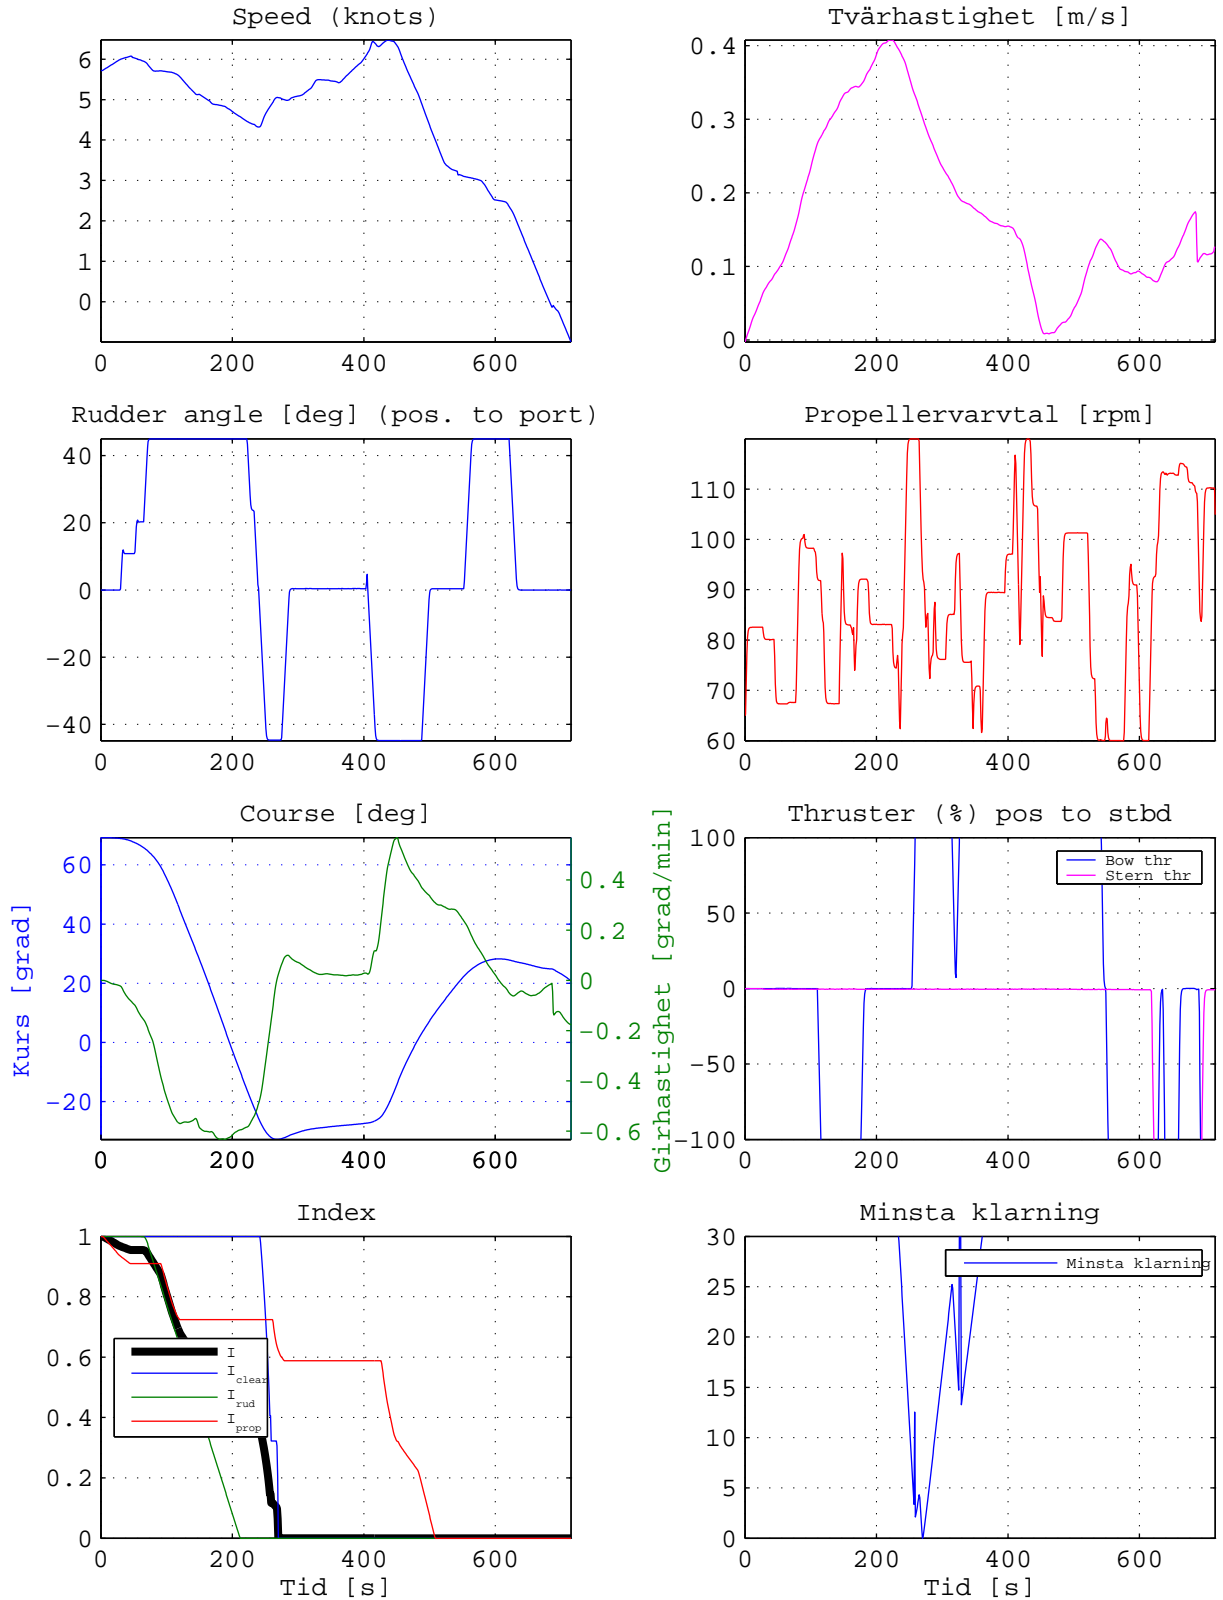 Speed (knots)
6
5
4
3
2
1
0
0 200 400 600
Tvärhastighet [m/s]
0.4
0.3
0.2
0.1
0
0 200 400 600
Rudder angle [deg] (pos. to port)
40
20
0
−20
−40
0 200 400 600
Propellervarvtal [rpm]
110
100
90
80
70
60
0 200 400 600
Course [deg]
Kurs [grad]
60
40
20
0
−20
0 200 400 600
0.4
0.2
0
−0.2
−0.4
−0.6
Girhastighet [grad/min]
Thruster (%) pos to stbd
100
50
0
−50
−100
0 200 400 600
Bow thr
Stern thr
Index
1
0.8
0.6
0.4
0.2
0
0 200 400 600
Tid [s]
I
I clear
I rud
I prop
Minsta klarning
30
25
20
15
10
5
0
0 200 400 600
Tid [s]
Minsta klarning